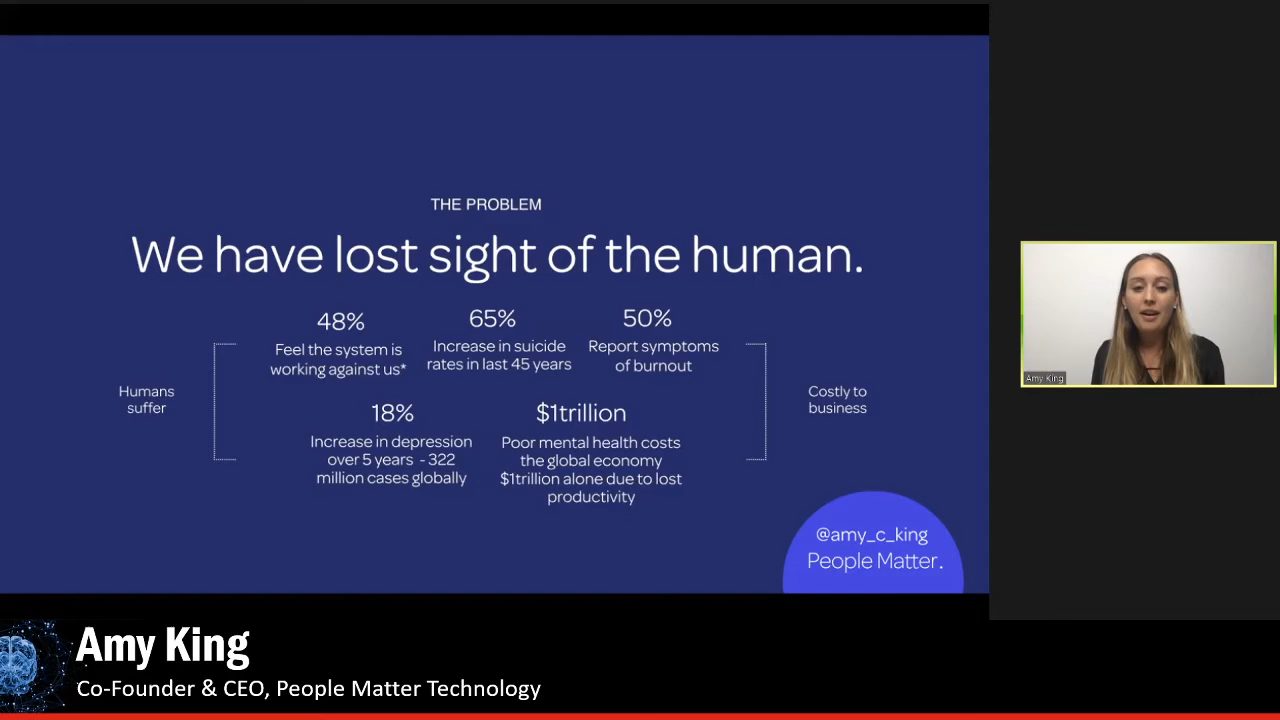 THE PROBLEM
We have lost sight of the human.
48%
Feel the system is
working against us*
65%
Increase in suicide
rates in last 45 years
50%
Report symptoms
of burnout
Humans
suffer
18%
Increase in depression
over 5 years - 322
million cases globally
$1trillion
Poor mental health costs
the global economy
$1trillion alone due to lost
productivity
Costly to
business
@amy_c_king
People Matter.
Amy King
Amy King
Co-Founder & CEO, People Matter Technology